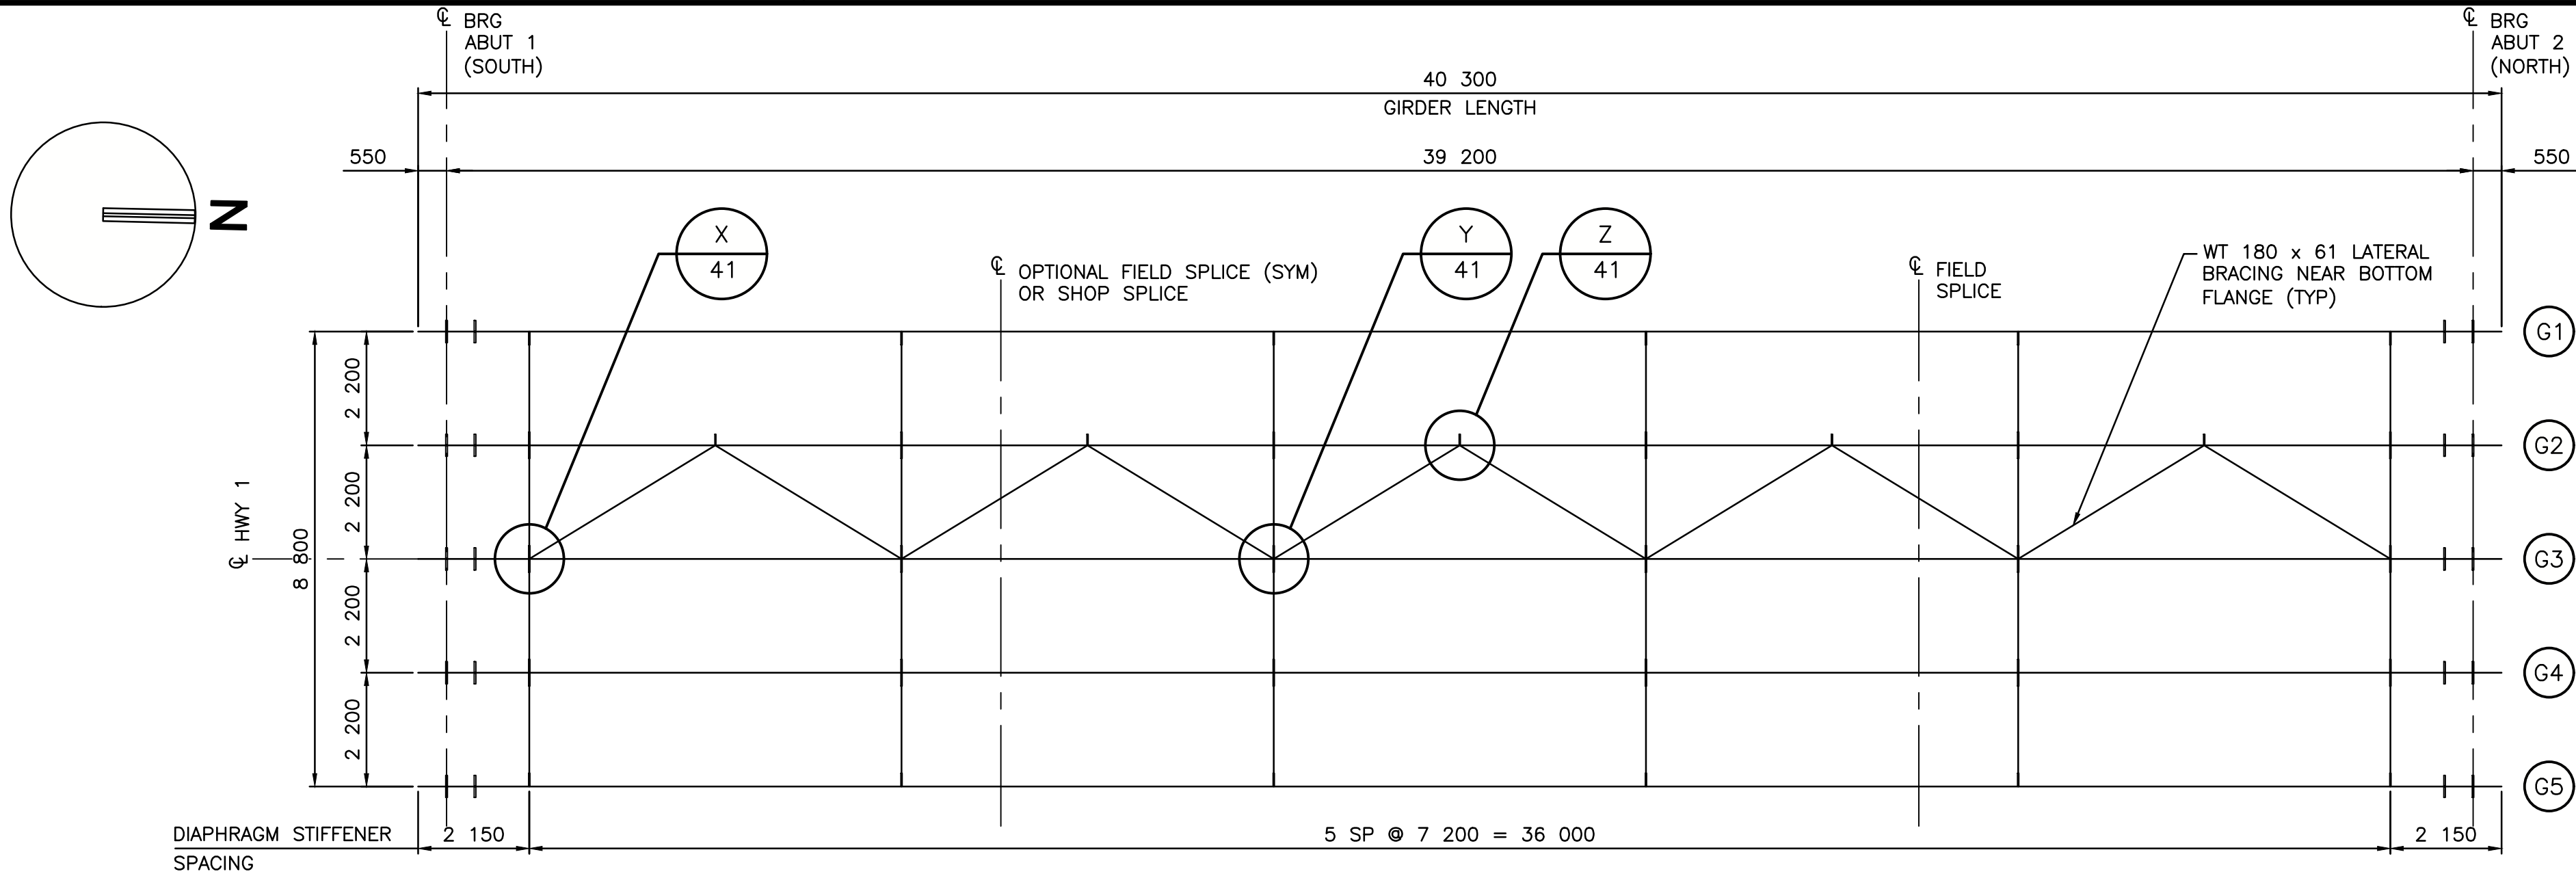 ℄ BRG
ABUT 1
(SOUTH)
℄ BRG
ABUT 2
(NORTH)
40 300
GIRDER LENGTH
550
39 200
550
N
X
41
Y
41
Z
41
℄ OPTIONAL FIELD SPLICE (SYM)
OR SHOP SPLICE
℄ FIELD
SPLICE
WT 180 x 61 LATERAL
BRACING NEAR BOTTOM
FLANGE (TYP)
G1
2 200
G2
2 200
℄ HWY 1
8 800
G3
2 200
G4
2 200
G5
DIAPHRAGM STIFFENER
SPACING
2 150
5 SP @ 7 200 = 36 000
2 150